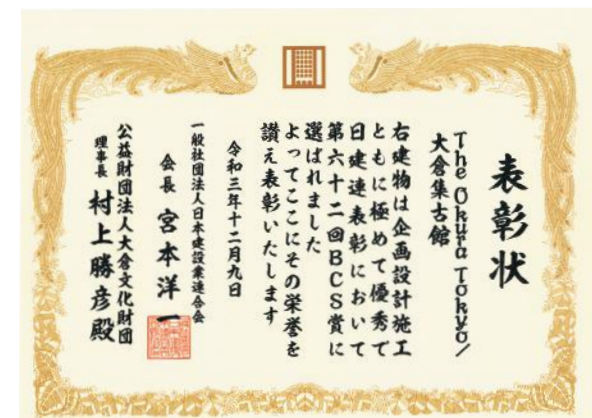 表彰状
The Okura Tokyo/
大倉集古館
右建物は企画設計施工
ともに極めて優秀で
日建連表彰において
第六十二回BCS賞に
選ばれました
よってここにその栄誉を
讃え表彰いたします
令和三年十二月九日
一般社団法人日本建設業連合会
会長 宮本洋一
公益財団法人大倉文化財団
理事長 村上勝彦殿